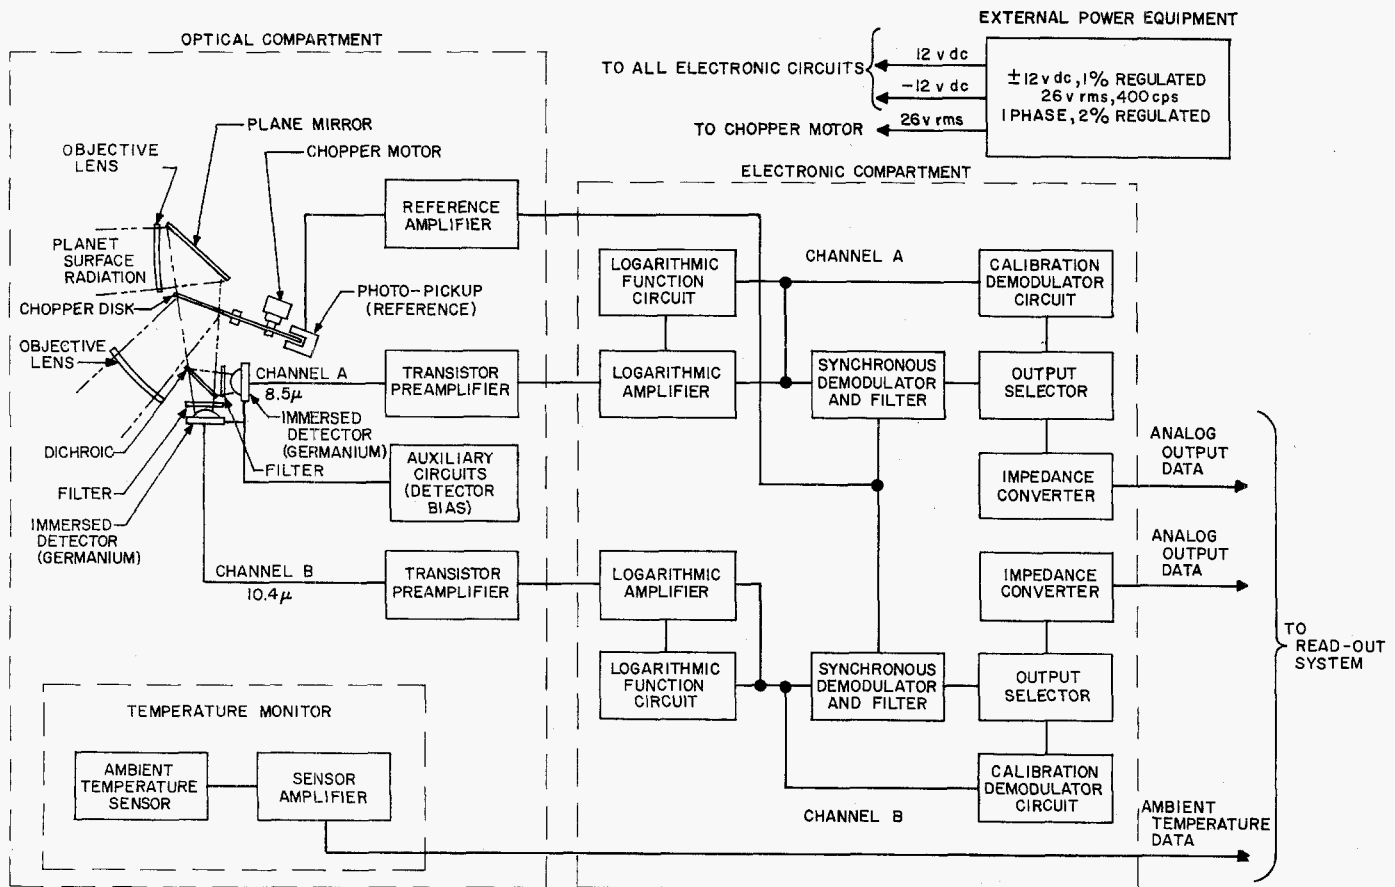 EXTERNAL POWER EQUIPMENT
OPTICAL COMPARTMENT
TO ALL ELECTRONIC CIRCUITS
12 v dc
-12 v dc
±12 v dc, 1% REGULATED
26 v rms, 400 cps
1 PHASE, 2% REGULATED
TO CHOPPER MOTOR
26 v rms
PLANE MIRROR
OBJECTIVE
LENS
CHOPPER MOTOR
PLANET
SURFACE
RADIATION
CHOPPER DISK
PHOTO-PICKUP
(REFERENCE)
OBJECTIVE
LENS
REFERENCE
AMPLIFIER
CHANNEL A
8.5μ
TRANSISTOR
PREAMPLIFIER
IMMERSED
DETECTOR
(GERMANIUM)
FILTER
DICHROIC
FILTER
IMMERSED
DETECTOR
(GERMANIUM)
AUXILIARY
CIRCUITS
(DETECTOR
BIAS)
CHANNEL B
10.4μ
TRANSISTOR
PREAMPLIFIER
TEMPERATURE MONITOR
AMBIENT
TEMPERATURE
SENSOR
SENSOR
AMPLIFIER
ELECTRONIC COMPARTMENT
LOGARITHMIC
FUNCTION
CIRCUIT
CHANNEL A
CALIBRATION
DEMODULATOR
CIRCUIT
LOGARITHMIC
AMPLIFIER
SYNCHRONOUS
DEMODULATOR
AND FILTER
OUTPUT
SELECTOR
IMPEDANCE
CONVERTER
ANALOG
OUTPUT
DATA
LOGARITHMIC
AMPLIFIER
IMPEDANCE
CONVERTER
ANALOG
OUTPUT
DATA
LOGARITHMIC
FUNCTION
CIRCUIT
SYNCHRONOUS
DEMODULATOR
AND FILTER
OUTPUT
SELECTOR
CALIBRATION
DEMODULATOR
CIRCUIT
CHANNEL B
AMBIENT
TEMPERATURE
DATA
TO
READ-OUT
SYSTEM